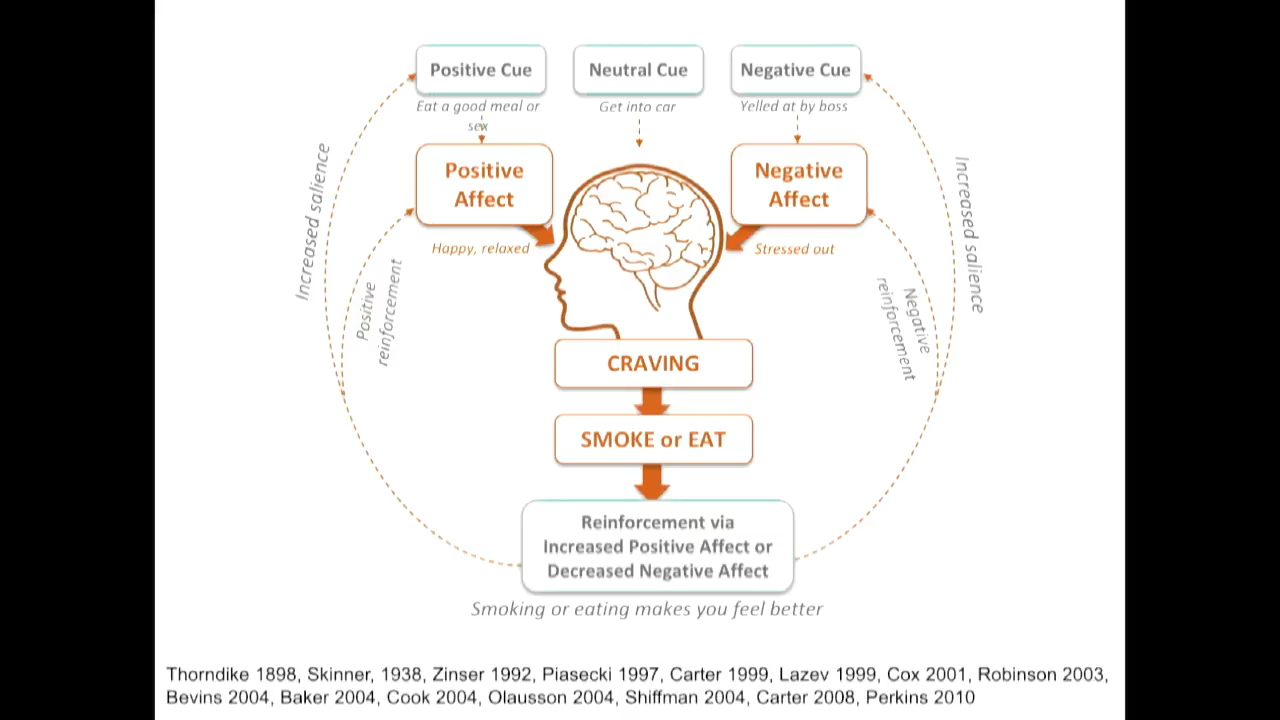 Positive Cue
Neutral Cue
Negative Cue
Eat a good meal or
sex
Get into car
Yelled at by boss
Positive
Affect
Negative
Affect
Happy, relaxed
Stressed out
Increased salience
Positive
reinforcement
Negative
reinforcement
Increased salience
CRAVING
SMOKE or EAT
Reinforcement via
Increased Positive Affect or
Decreased Negative Affect
Smoking or eating makes you feel better
Thorndike 1898, Skinner, 1938, Zinser 1992, Piasecki 1997, Carter 1999, Lazev 1999, Cox 2001, Robinson 2003,
Bevins 2004, Baker 2004, Cook 2004, Olausson 2004, Shiffman 2004, Carter 2008, Perkins 2010